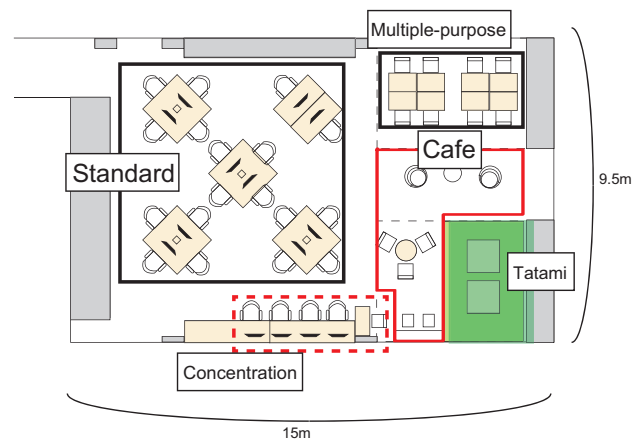 Multiple-purpose
Cafe
Standard
9.5m
Tatami
Concentration
15m